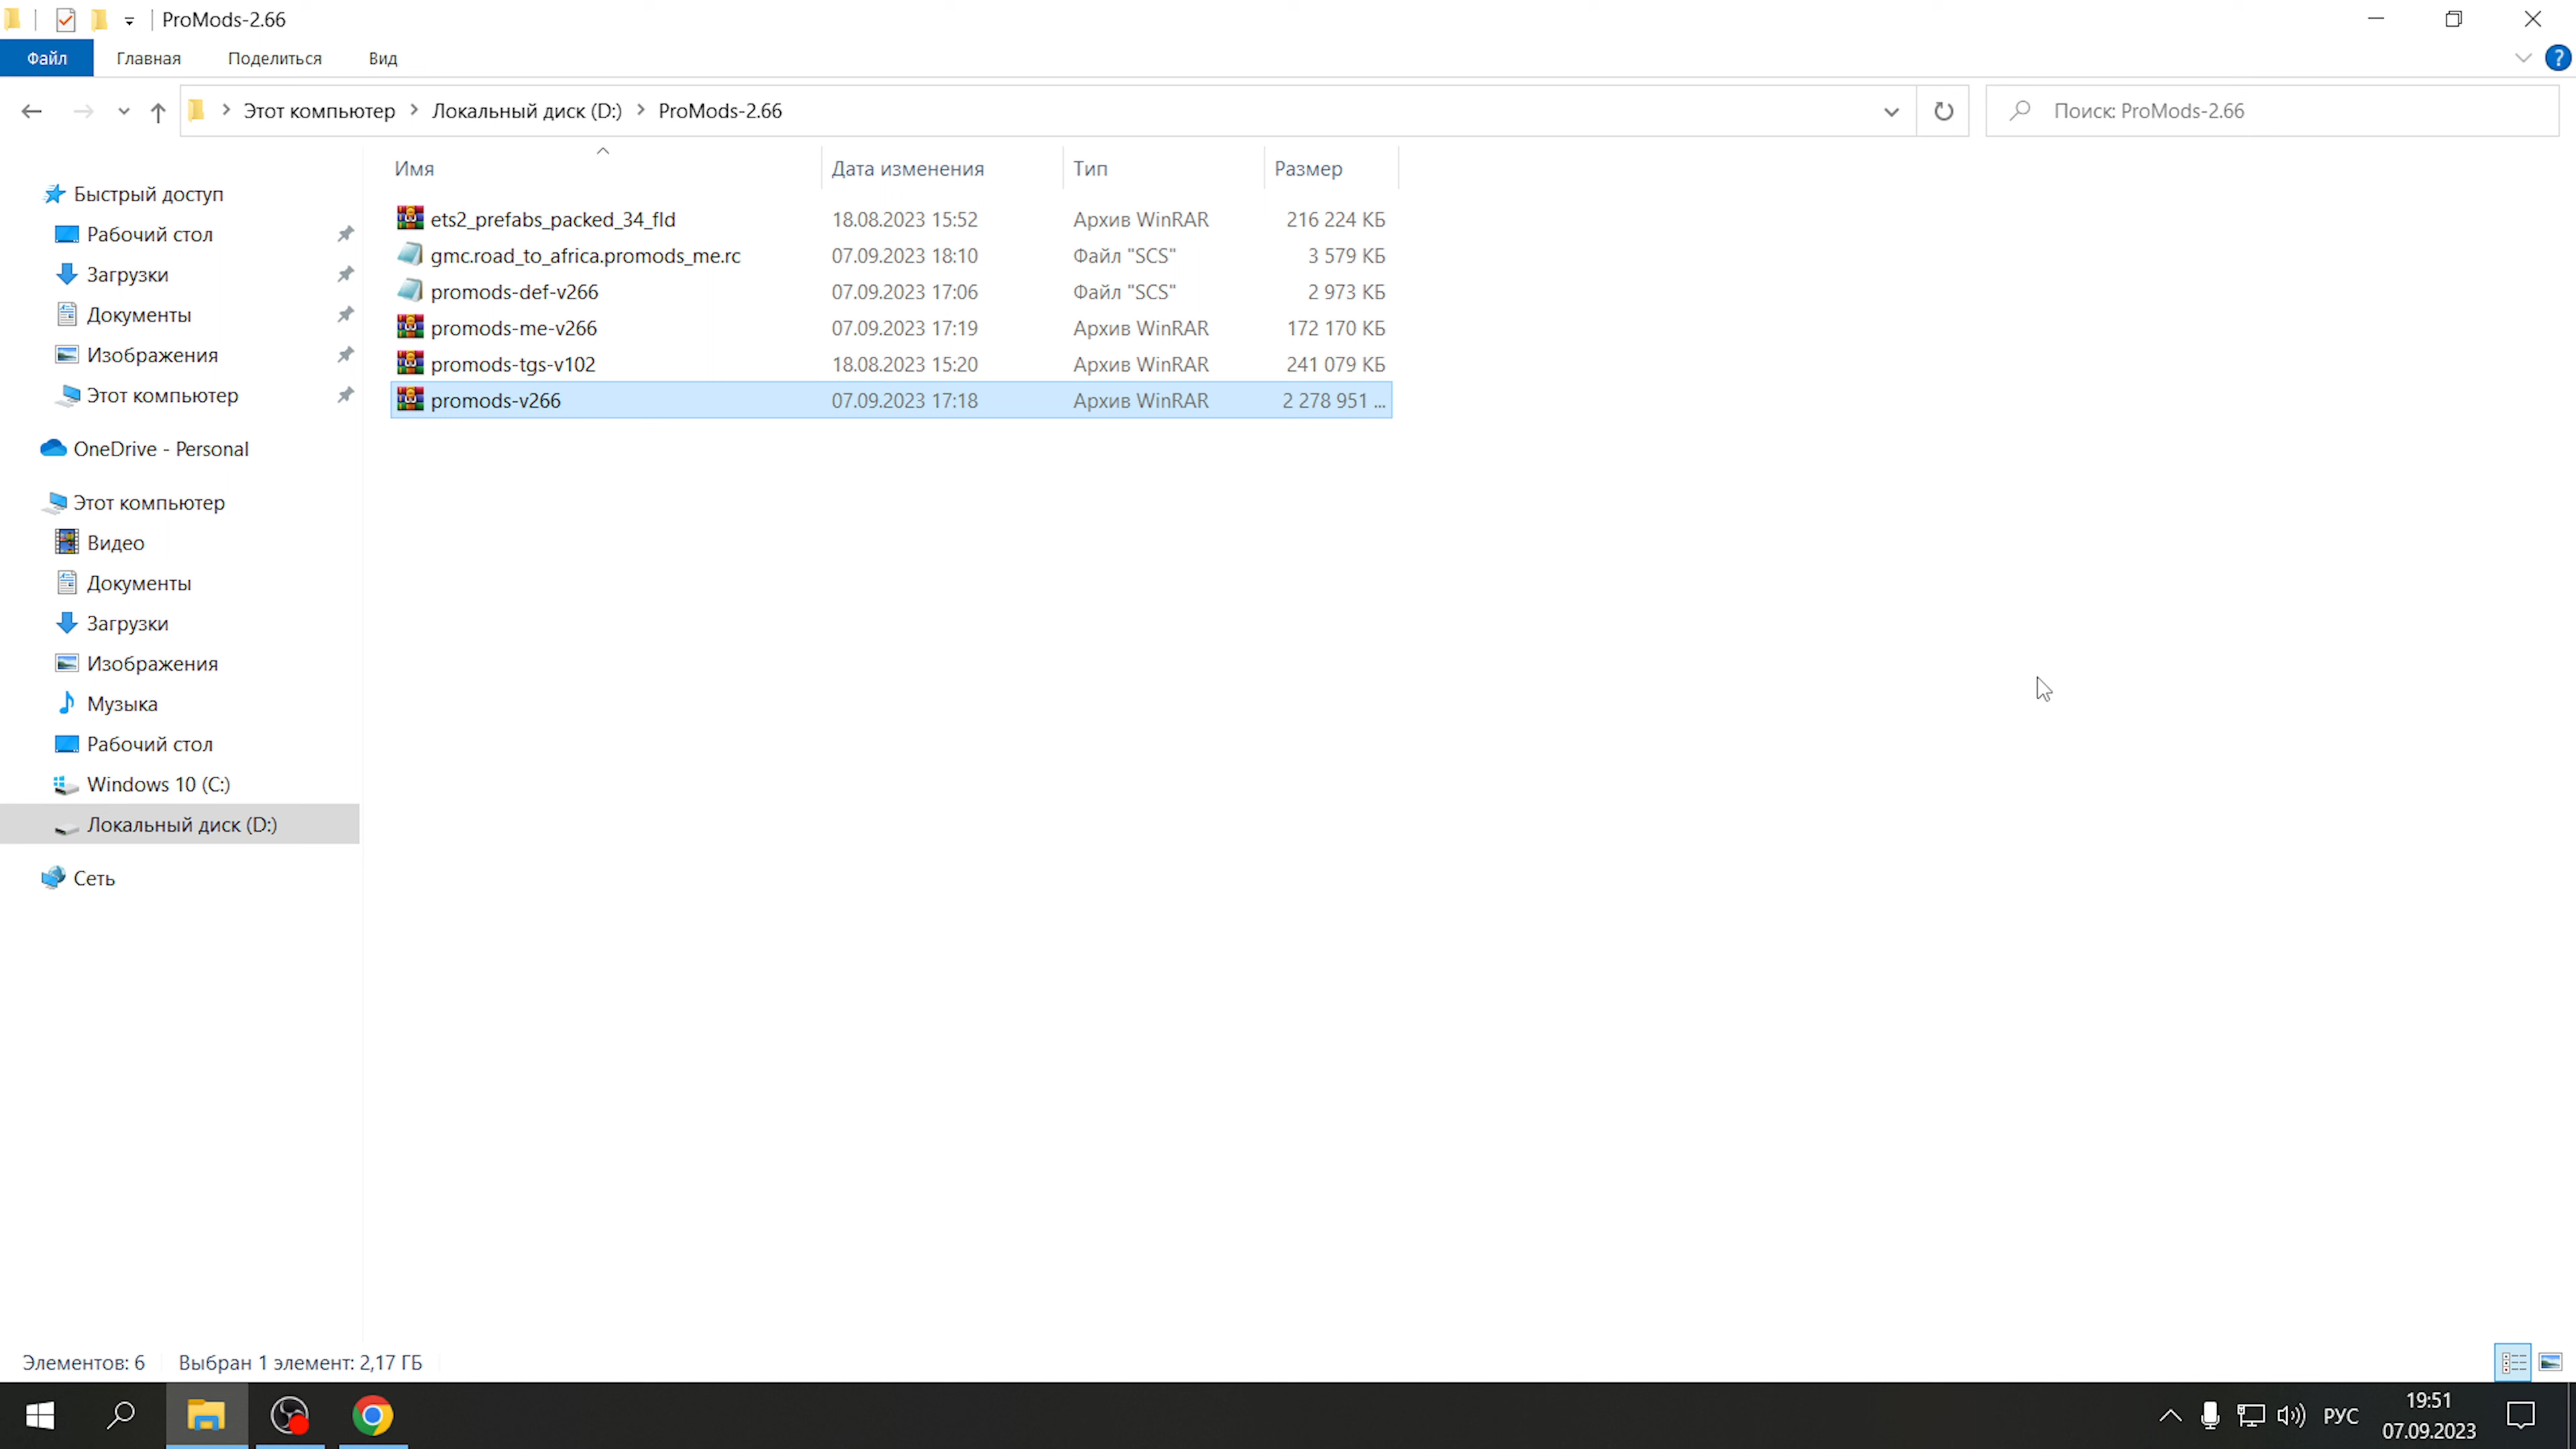 ProMods-2.66
Файл Главная Поделиться Вид
Этот компьютер Локальный диск (D:) ProMods-2.66 Поиск: ProMods-2.66
Имя Дата изменения Тип Размер
ets2_prefabs_packed_34_fld 18.08.2023 15:52 Архив WinRAR 216 224 КБ
gmc.road_to_africa.promods_me.rc 07.09.2023 18:10 Файл "SCS" 3 579 КБ
promods-def-v266 07.09.2023 17:06 Файл "SCS" 2 973 КБ
promods-me-v266 07.09.2023 17:19 Архив WinRAR 172 170 КБ
promods-tgs-v102 18.08.2023 15:20 Архив WinRAR 241 079 КБ
promods-v266 07.09.2023 17:18 Архив WinRAR 2 278 951 ...
Быстрый доступ
Рабочий стол
Загрузки
Документы
Изображения
Этот компьютер
OneDrive - Personal
Этот компьютер
Видео
Документы
Загрузки
Изображения
Музыка
Рабочий стол
Windows 10 (C:)
Локальный диск (D:)
Сеть
Элементов: 6 Выбран 1 элемент: 2,17 ГБ
РУС
19:51
07.09.2023